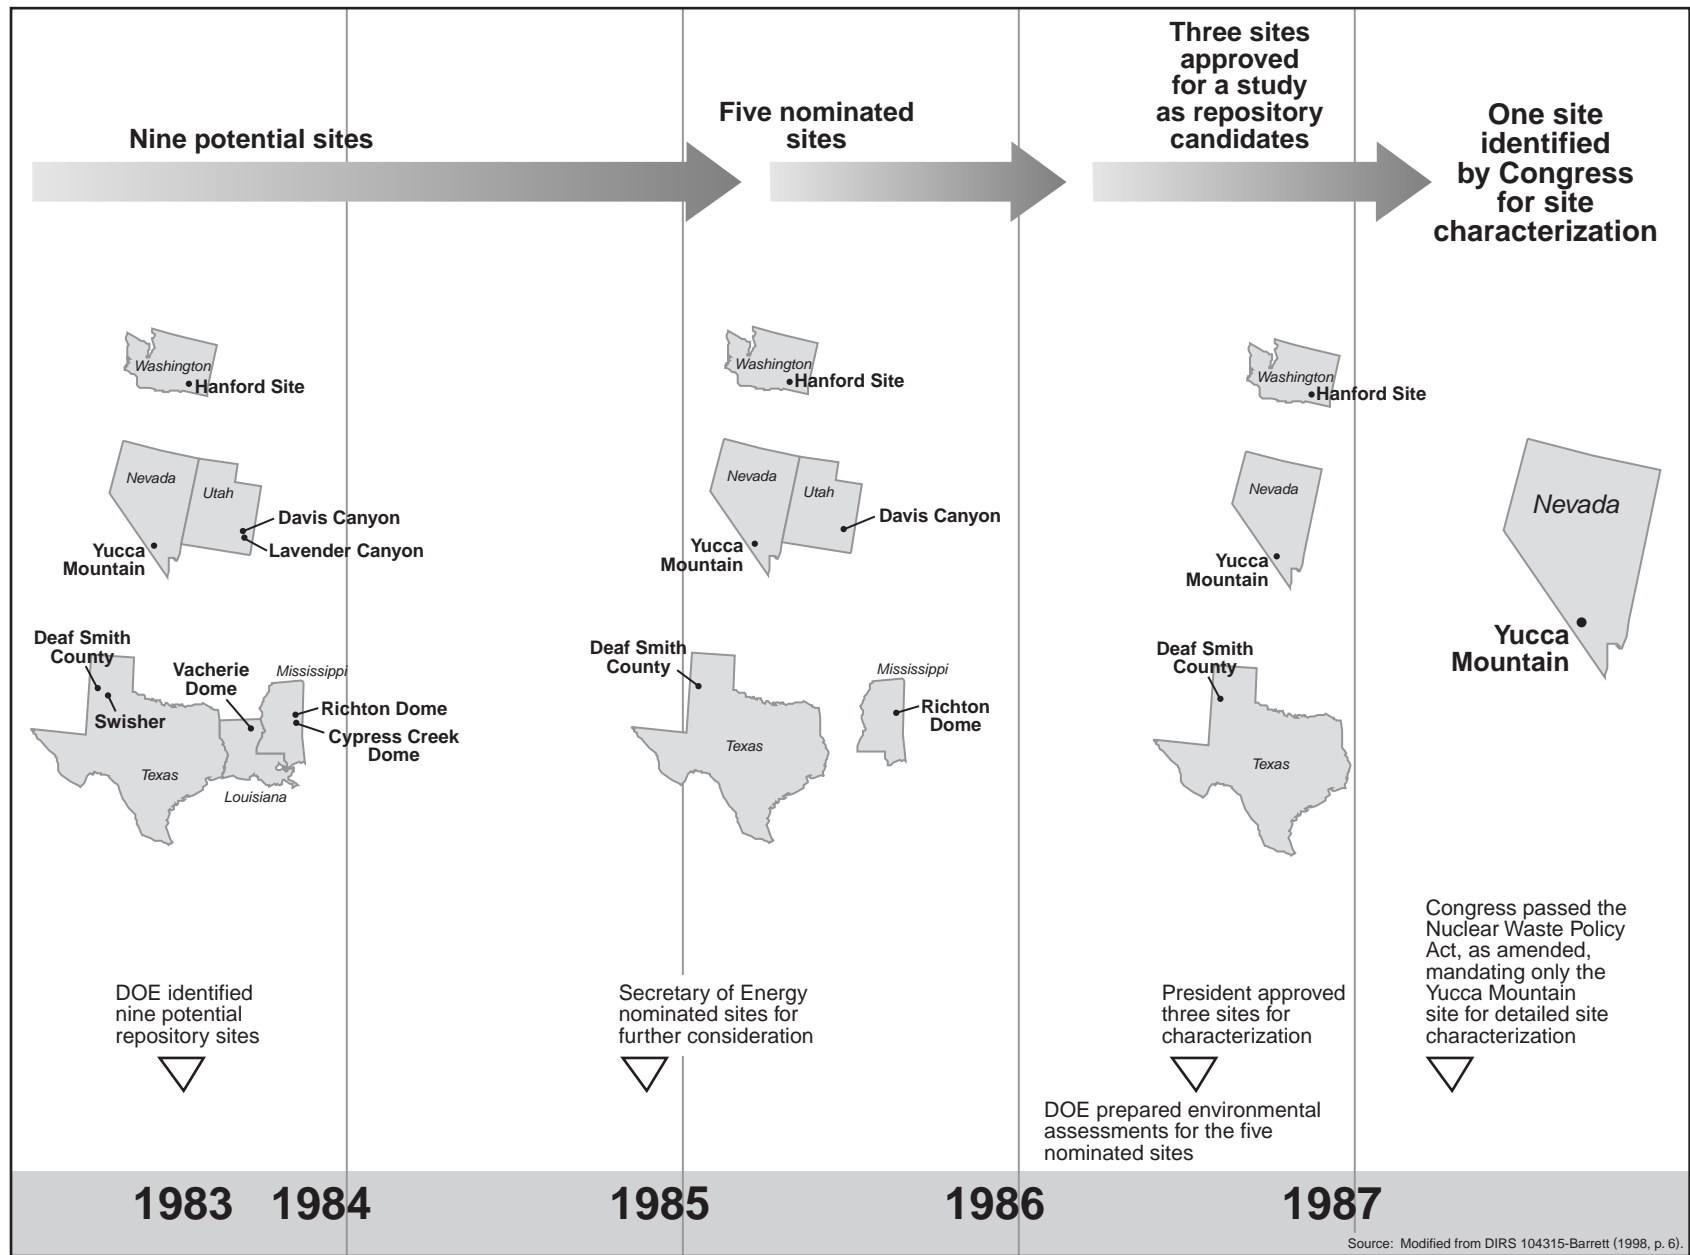 Nine potential sites
Five nominated
sites
Three sites
approved
for a study
as repository
candidates
One site
identified
by Congress
for site
characterization
Washington
Hanford Site
Nevada
Utah
Davis Canyon
Lavender Canyon
Yucca
Mountain
Deaf Smith
County
Swisher
Vacherie
Dome
Mississippi
Richton Dome
Cypress Creek
Dome
Texas
Louisiana
Washington
Hanford Site
Nevada
Utah
Davis Canyon
Yucca
Mountain
Deaf Smith
County
Mississippi
Richton
Dome
Texas
Washington
Hanford Site
Nevada
Yucca
Mountain
Deaf Smith
County
Texas
Nevada
Yucca
Mountain
DOE identified
nine potential
repository sites
Secretary of Energy
nominated sites for
further consideration
President approved
three sites for
characterization
DOE prepared environmental
assessments for the five
nominated sites
Congress passed the
Nuclear Waste Policy
Act, as amended,
mandating only the
Yucca Mountain
site for detailed site
characterization
1983 1984 1985 1986 1987
Source: Modified from DIRS 104315-Barrett (1998, p. 6).